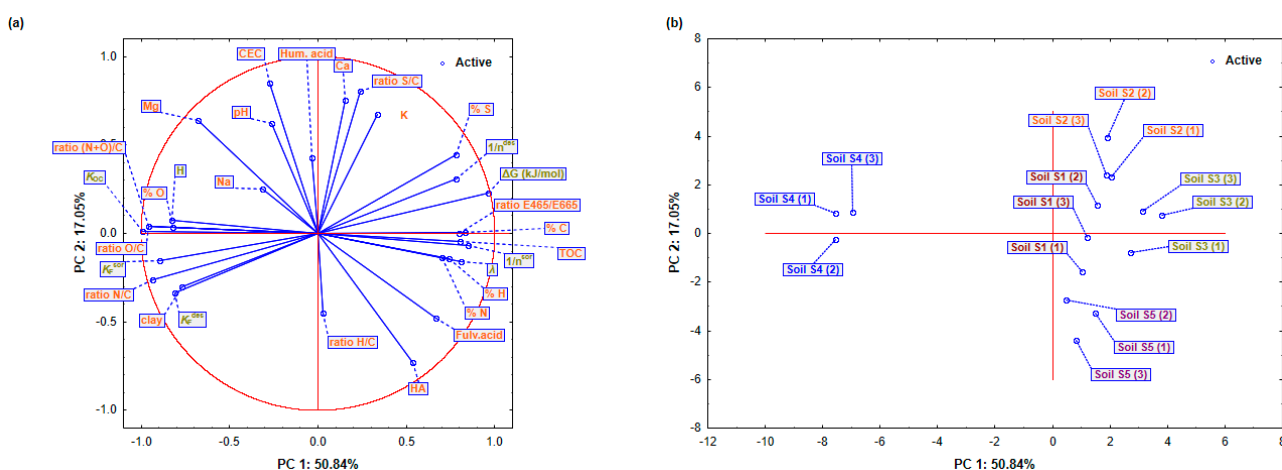 (a)
PC 2: 17.05%
1.0
0.5
0.0
-0.5
-1.0
Active
CEC
Hum. acid
Ca
ratio S/C
K
Mg
pH
% S
1/n^des
ratio (N+O)/C
K_OC
H
ΔG (kJ/mol)
% O
Na
ratio E465/E665
% C
ratio O/C
TOC
K_F^sor
1/n^sor
λ
ratio N/C
% H
% N
clay
K_F^des
Fulv.acid
ratio H/C
HA
-1.0
-0.5
0.0
0.5
1.0
PC 1: 50.84%
(b)
PC 2: 17.05%
8
6
4
2
0
-2
-4
-6
-8
Active
Soil S2 (2)
Soil S2 (3)
Soil S2 (1)
Soil S4 (3)
Soil S1 (2)
Soil S3 (3)
Soil S4 (1)
Soil S1 (3)
Soil S3 (2)
Soil S1 (1)
Soil S3 (1)
Soil S4 (2)
Soil S5 (2)
Soil S5 (1)
Soil S5 (3)
-12
-10
-8
-6
-4
-2
0
2
4
6
8
PC 1: 50.84%